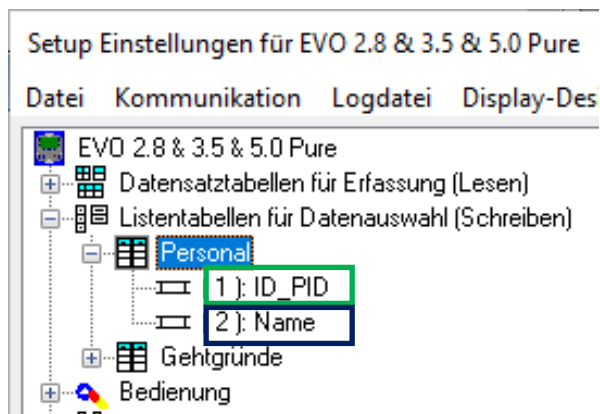 Setup Einstellungen für EVO 2.8 & 3.5 & 5.0 Pure
Datei Kommunikation Logdatei Display-Des
EVO 2.8 & 3.5 & 5.0 Pure
Datensatztabellen für Erfassung (Lesen)
Listentabellen für Datenauswahl (Schreiben)
Personal
1 ): ID_PID
2 ): Name
Gehtgründe
Bedienung